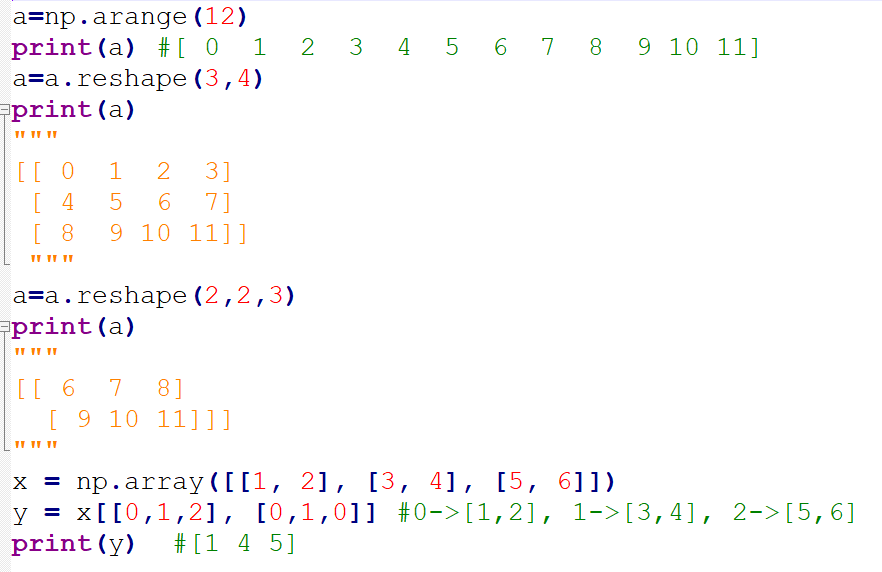 a=np.arange(12)
print(a) #[ 0  1  2  3  4  5  6  7  8  9 10 11]
a=a.reshape(3,4)
print(a)
"""
[[ 0  1  2  3]
 [ 4  5  6  7]
 [ 8  9 10 11]]
 """
a=a.reshape(2,2,3)
print(a)
"""
[[ 6  7  8]
  [ 9 10 11]]]
"""
x = np.array([[1, 2], [3, 4], [5, 6]])
y = x[[0,1,2], [0,1,0]] #0->[1,2], 1->[3,4], 2->[5,6]
print(y)  #[1 4 5]